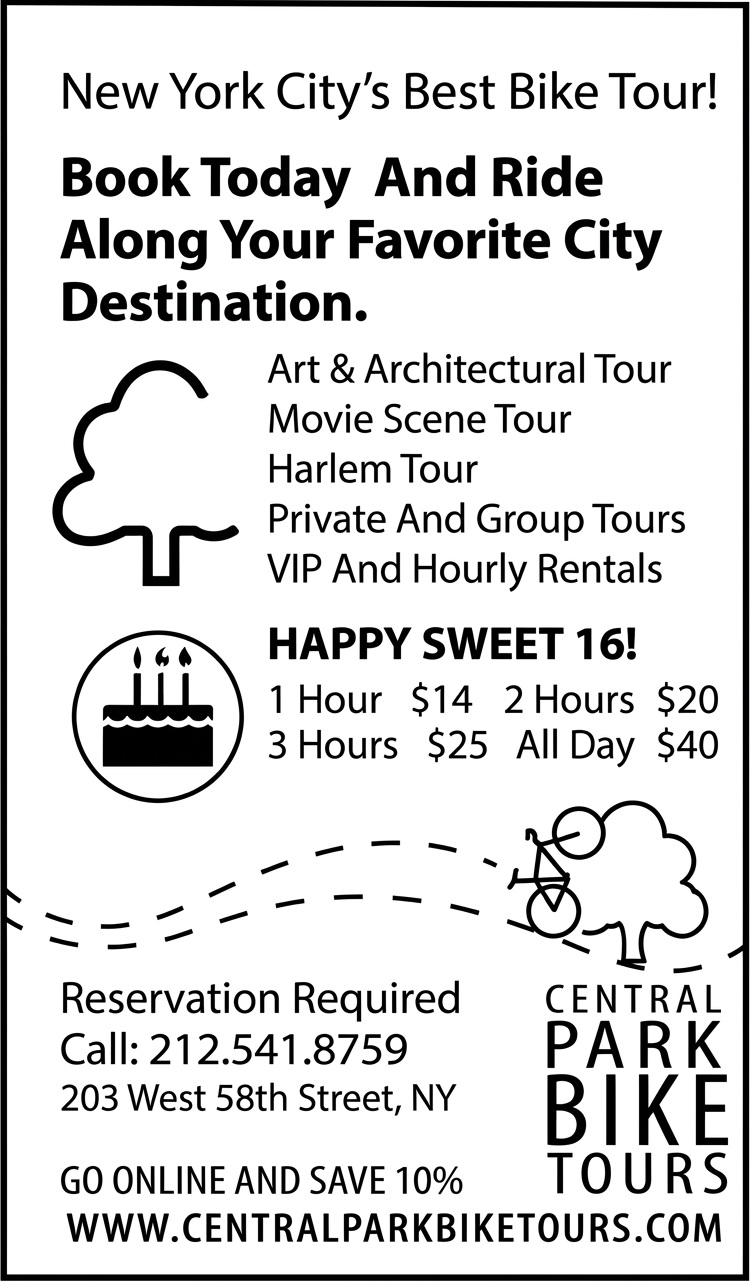 New York City’s Best Bike Tour!
Book Today And Ride
Along Your Favorite City
Destination.
Art & Architectural Tour
Movie Scene Tour
Harlem Tour
Private And Group Tours
VIP And Hourly Rentals
HAPPY SWEET 16!
1 Hour $14 2 Hours $20
3 Hours $25 All Day $40
Reservation Required
Call: 212.541.8759
203 West 58th Street, NY
GO ONLINE AND SAVE 10%
CENTRAL
PARK
BIKE
TOURS
WWW.CENTRALPARKBIKETOURS.COM